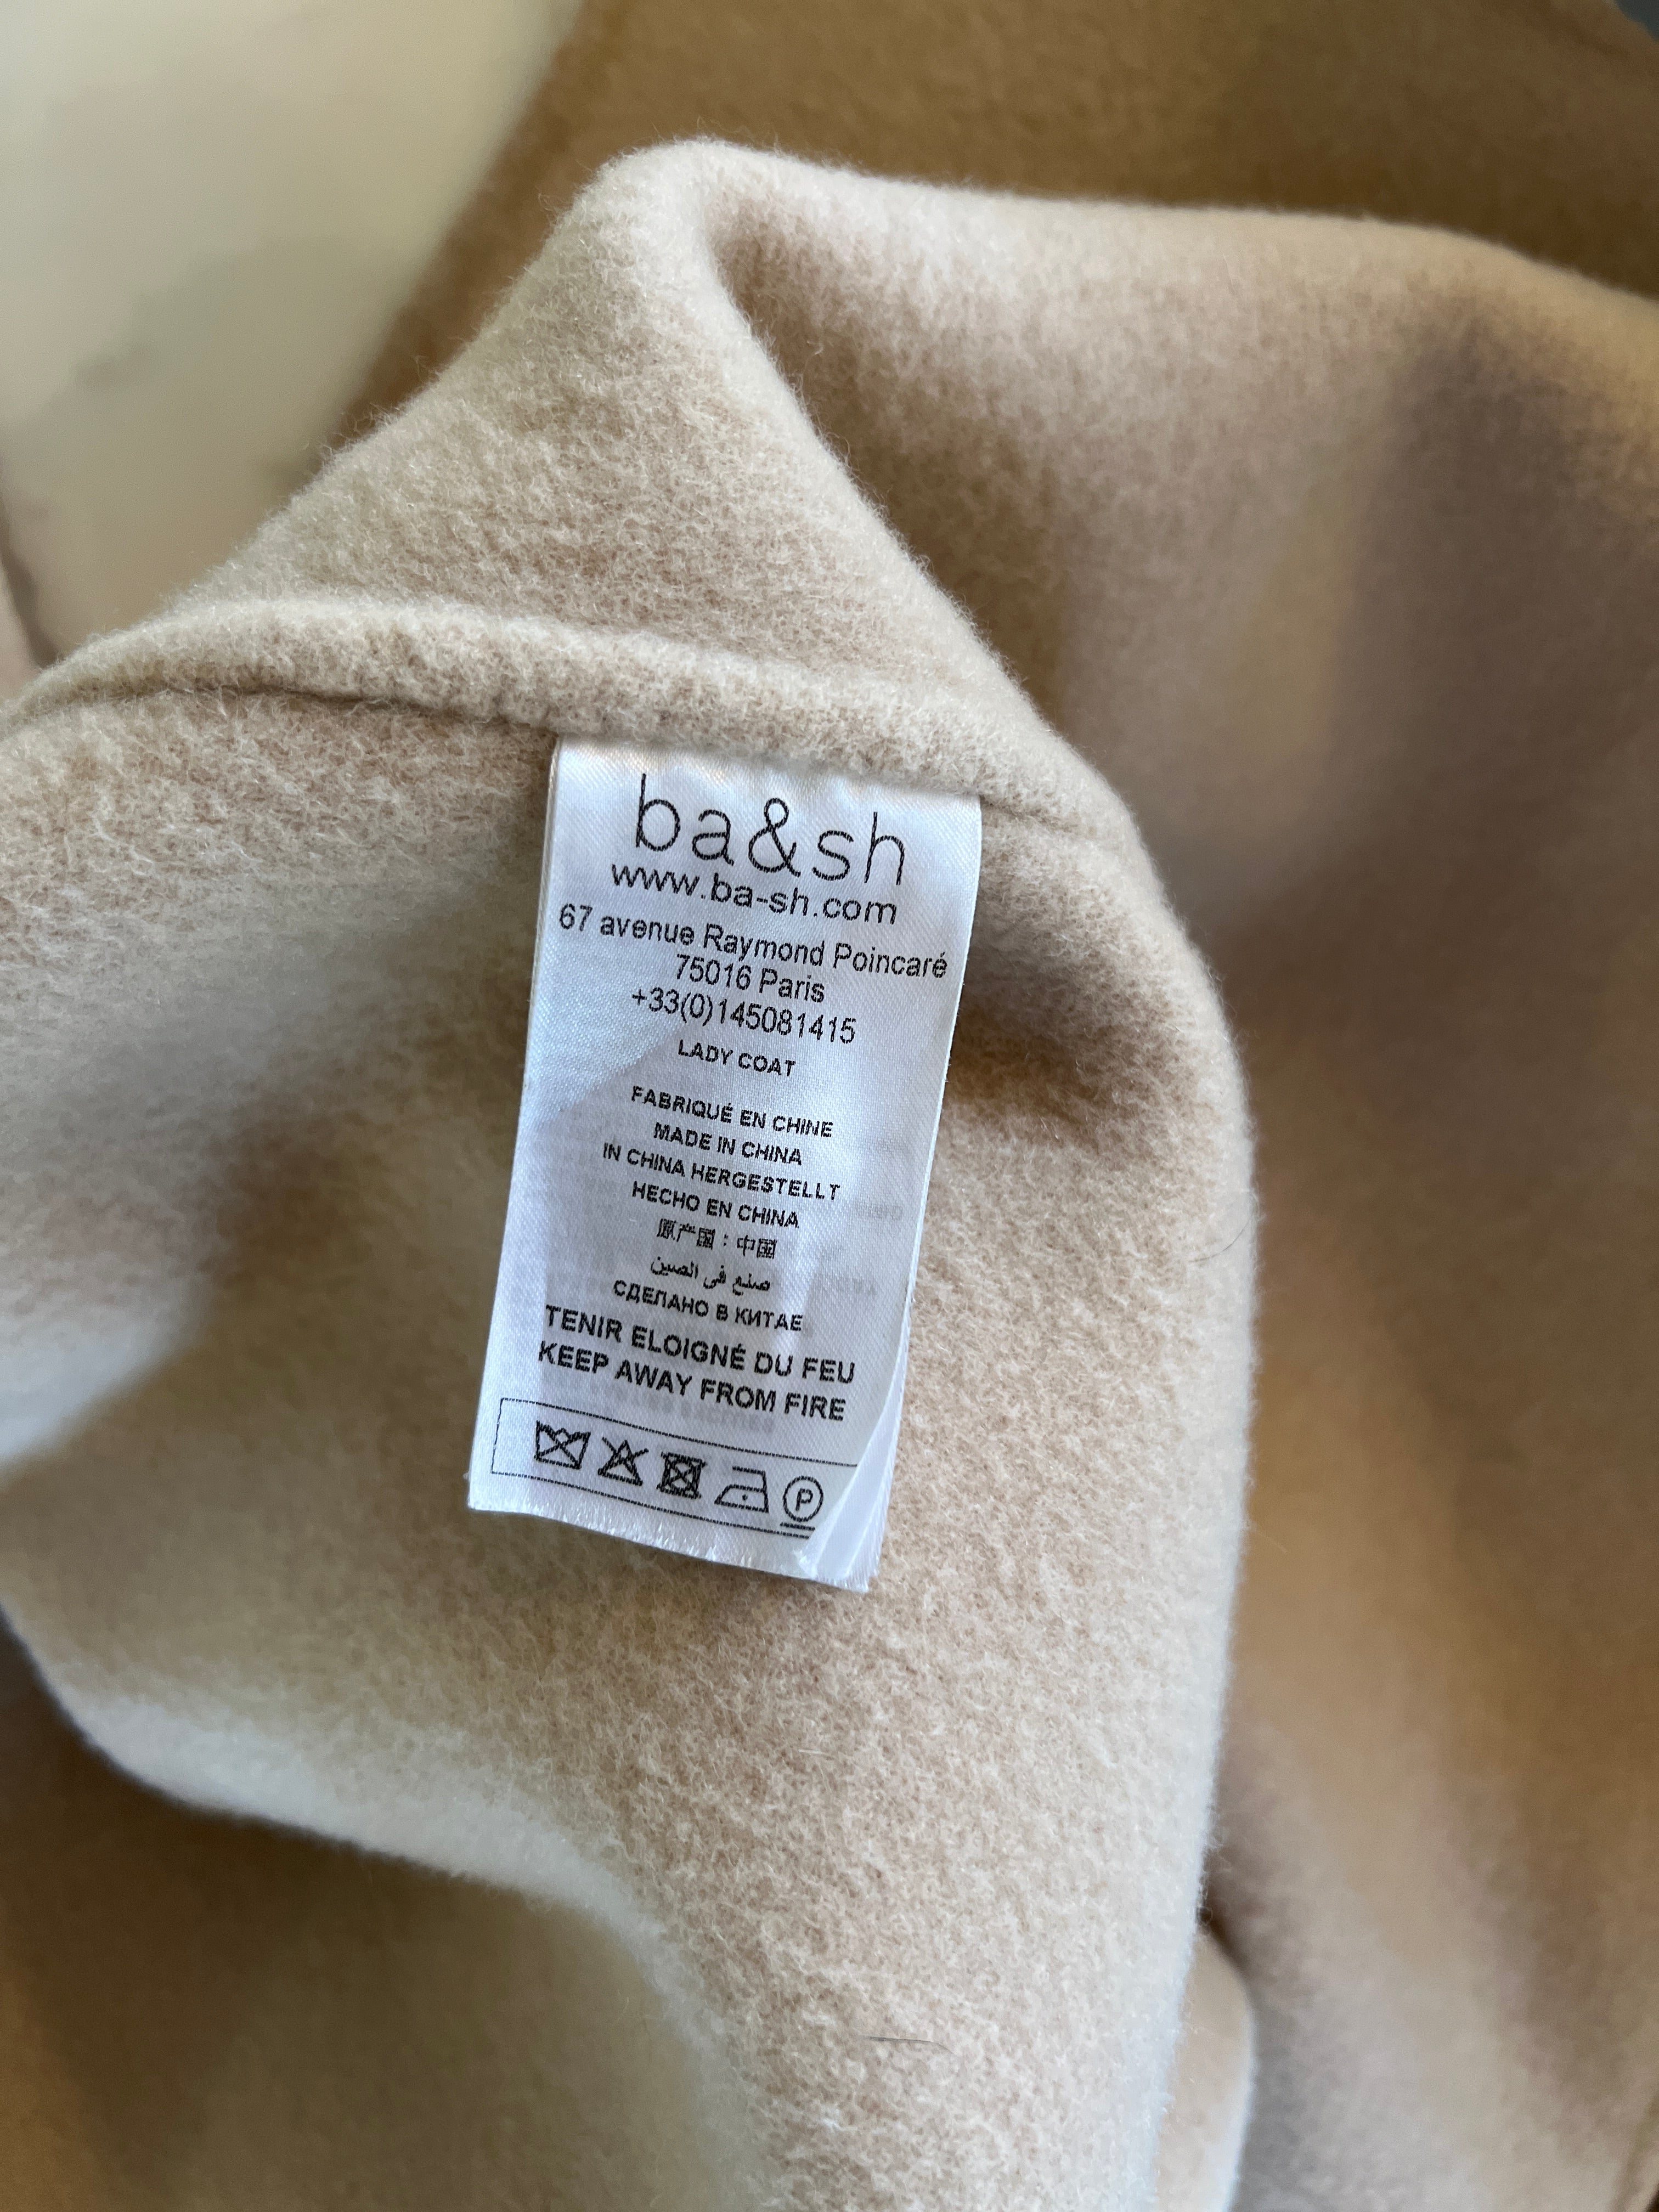 ba&sh
www.ba-sh.com
67 avenue Raymond Poincaré
75016 Paris
+33(0)145081415
LADY COAT
FABRIQUÉ EN CHINE
MADE IN CHINA
IN CHINA HERGESTELLT
HECHO EN CHINA
原产国：中国
صنع في الصين
СДЕЛАНО В КИТАЕ
TENIR ELOIGNÉ DU FEU
KEEP AWAY FROM FIRE
P